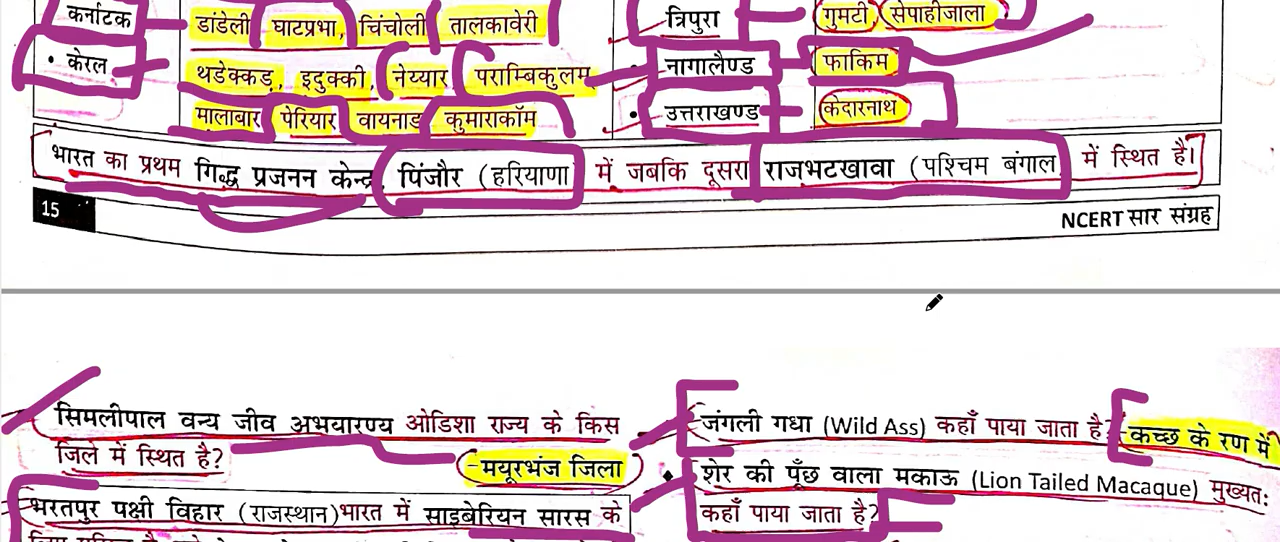 कर्नाटक
डांडेली घाटप्रभा, चिंचोली तालकावेरी
• केरल
थडेक्कड़, इदुक्की, नेय्यार पराम्बिकुलम
मालाबार पेरियार वायनाड कुमाराकॉम
त्रिपुरा
गुमटी, सेपाहीजाला
• नागालैण्ड
फाकिम
• उत्तराखण्ड
केदारनाथ
भारत का प्रथम गिद्ध प्रजनन केन्द्र पिंजौर (हरियाणा में जबकि दूसरा राजभटखावा (पश्चिम बंगाल में स्थित है।
15
NCERT सार संग्रह
सिमलीपाल वन्य जीव अभयारण्य ओडिशा राज्य के किस
जिले में स्थित है?
-मयूरभंज जिला
भरतपुर पक्षी विहार (राजस्थान)भारत में साइबेरियन सारस के
जंगली गधा (Wild Ass) कहाँ पाया जाता है?
-कच्छ के रण में
शेर की पूँछ वाला मकाऊ (Lion Tailed Macaque) मुख्यत:
कहाँ पाया जाता है?